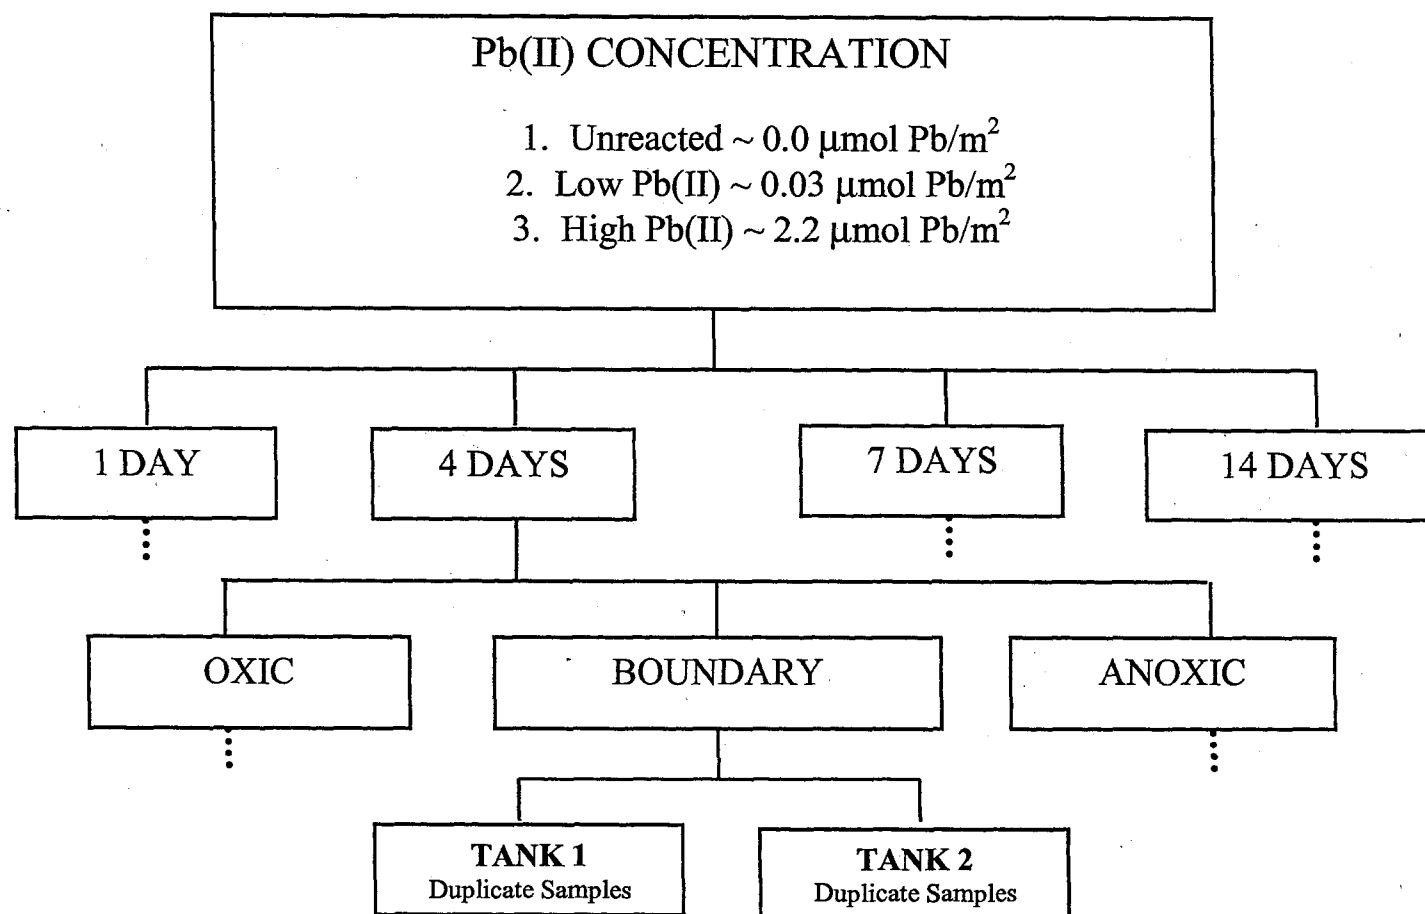 Pb(II) CONCENTRATION
1. Unreacted ~ 0.0 μmol Pb/m²
2. Low Pb(II) ~ 0.03 μmol Pb/m²
3. High Pb(II) ~ 2.2 μmol Pb/m²
1 DAY
4 DAYS
7 DAYS
14 DAYS
OXIC
BOUNDARY
ANOXIC
TANK 1
Duplicate Samples
TANK 2
Duplicate Samples